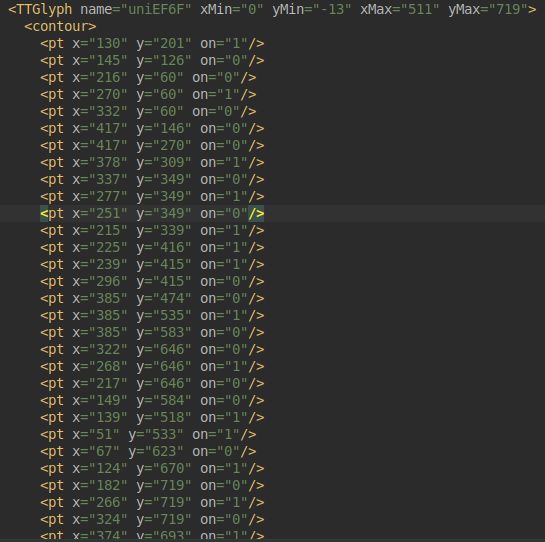 <TTGlyph name="uniEF6F" xMin="0" yMin="-13" xMax="511" yMax="719">
<contour>
<pt x="130" y="201" on="1"/>
<pt x="145" y="126" on="0"/>
<pt x="216" y="60" on="0"/>
<pt x="270" y="60" on="1"/>
<pt x="332" y="60" on="0"/>
<pt x="417" y="146" on="0"/>
<pt x="417" y="270" on="0"/>
<pt x="378" y="309" on="1"/>
<pt x="337" y="349" on="0"/>
<pt x="277" y="349" on="1"/>
<pt x="251" y="349" on="0"/>
<pt x="215" y="339" on="1"/>
<pt x="225" y="416" on="1"/>
<pt x="239" y="415" on="1"/>
<pt x="296" y="415" on="0"/>
<pt x="385" y="474" on="0"/>
<pt x="385" y="535" on="1"/>
<pt x="385" y="583" on="0"/>
<pt x="322" y="646" on="0"/>
<pt x="268" y="646" on="1"/>
<pt x="217" y="646" on="0"/>
<pt x="149" y="584" on="0"/>
<pt x="139" y="518" on="1"/>
<pt x="51" y="533" on="1"/>
<pt x="67" y="623" on="0"/>
<pt x="124" y="670" on="1"/>
<pt x="182" y="719" on="0"/>
<pt x="266" y="719" on="1"/>
<pt x="324" y="719" on="0"/>
<pt x="374" y="693" on="1"/>